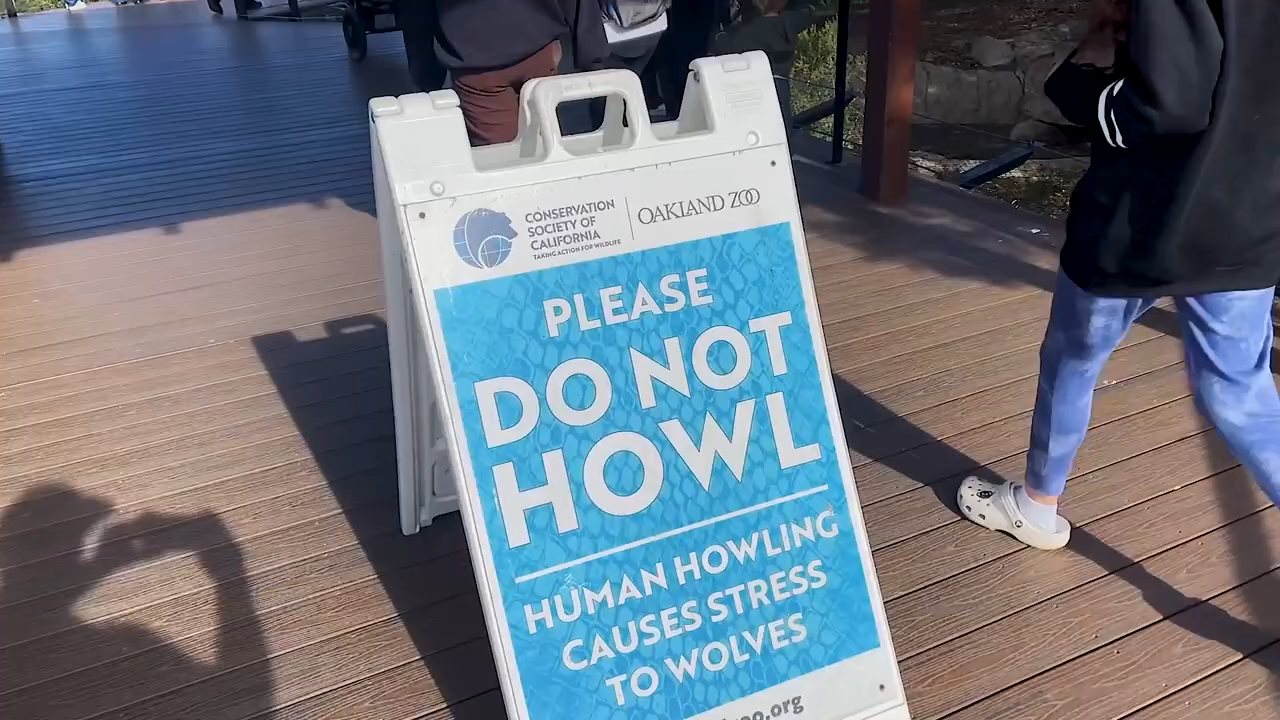 CONSERVATION
SOCIETY OF
CALIFORNIA
TAKING ACTION FOR WILDLIFE
OAKLAND ZOO
PLEASE
DO NOT
HOWL
HUMAN HOWLING
CAUSES STRESS
TO WOLVES